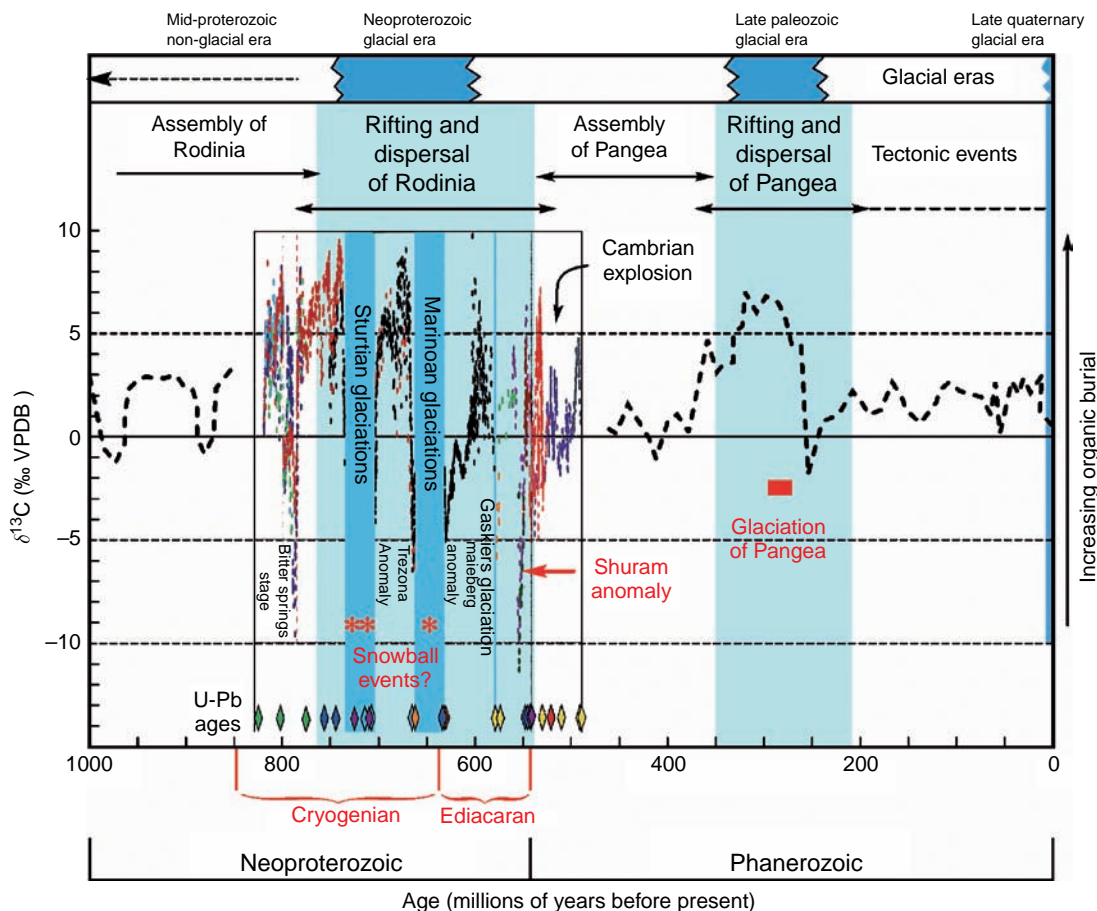 Mid-proterozoic
non-glacial era
Neoproterozoic
glacial era
Late paleozoic
glacial era
Late quaternary
glacial era
Glacial eras
Assembly of
Rodinia
Rifting and
dispersal
of Rodinia
Assembly
of Pangea
Rifting and
dispersal
of Pangea
Tectonic events
Cambrian
explosion
10
5
0
−5
−10
−15
δ13C (‰ VPDB )
Increasing organic burial
Sturtian glaciations
Marinoan glaciations
Bitter springs
stage
Trezona
Anomaly
maieberg
anomaly
Gaskiers glaciation
Shuram
anomaly
Glaciation
of Pangea
**
*
Snowball
events?
U-Pb
ages
1000
800
600
400
200
0
Cryogenian
Ediacaran
Neoproterozoic
Phanerozoic
Age (millions of years before present)